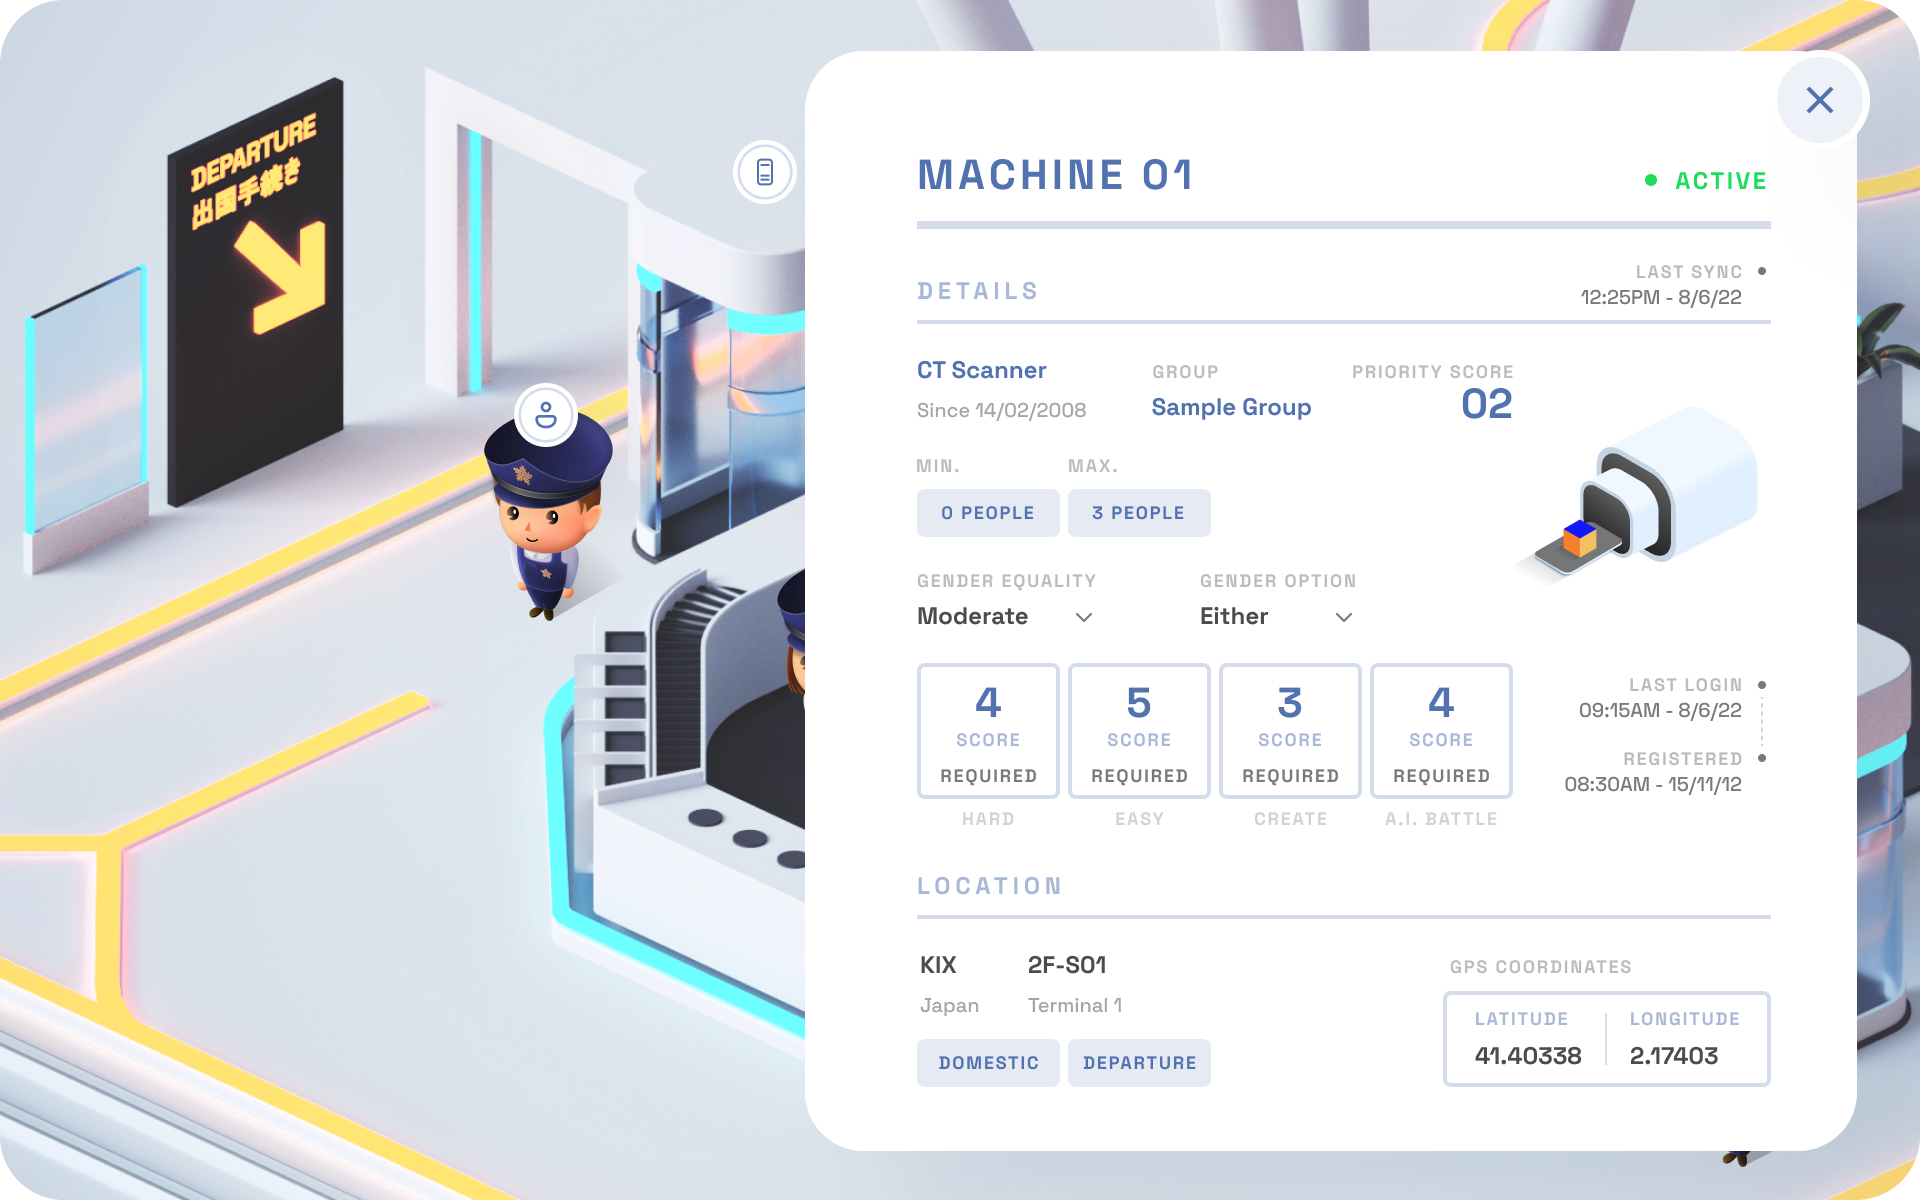 DEPARTURE
出国手続き
MACHINE 01
ACTIVE
DETAILS
LAST SYNC
12:25PM - 8/6/22
CT Scanner
Since 14/02/2008
GROUP
Sample Group
PRIORITY SCORE
02
MIN.
MAX.
0 PEOPLE
3 PEOPLE
GENDER EQUALITY
GENDER OPTION
Moderate
Either
4
SCORE
REQUIRED
HARD
5
SCORE
REQUIRED
EASY
3
SCORE
REQUIRED
CREATE
4
SCORE
REQUIRED
A.I. BATTLE
LAST LOGIN
09:15AM - 8/6/22
REGISTERED
08:30AM - 15/11/12
LOCATION
KIX
Japan
2F-S01
Terminal 1
DOMESTIC
DEPARTURE
GPS COORDINATES
LATITUDE
41.40338
LONGITUDE
2.17403